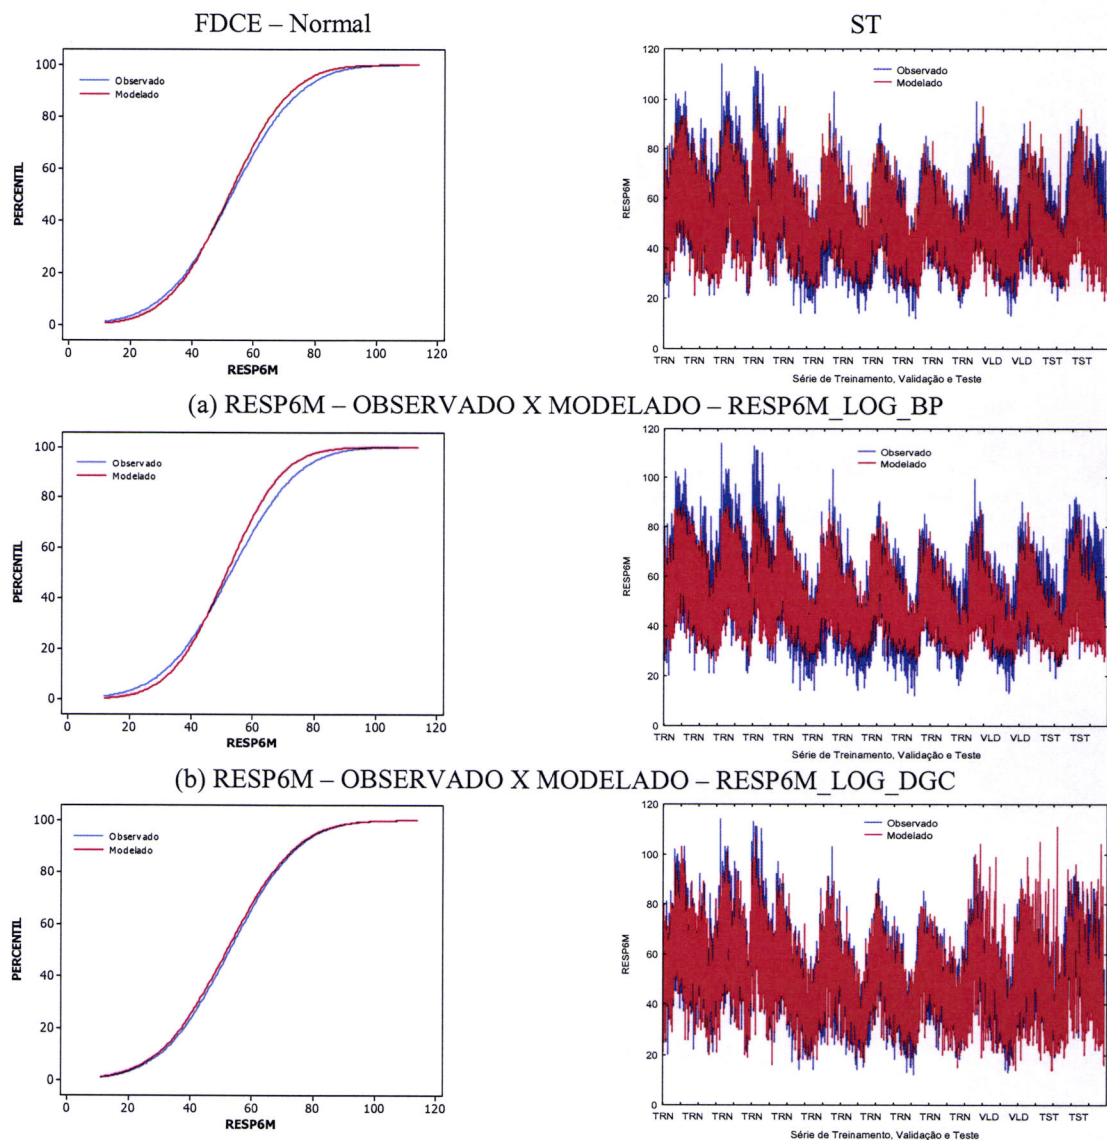 FDCE – Normal
ST
100
80
60
40
20
0
PERCENTIL
Observado
Modelado
0 20 40 60 80 100 120
RESP6M
120
100
80
60
40
20
0
RESP6M
Observado
Modelado
TRN TRN TRN TRN TRN TRN TRN TRN TRN VLD VLD TST TST
Série de Treinamento, Validação e Teste
(a) RESP6M – OBSERVADO X MODELADO – RESP6M_LOG_BP
100
80
60
40
20
0
PERCENTIL
Observado
Modelado
0 20 40 60 80 100 120
RESP6M
120
100
80
60
40
20
0
RESP6M
Observado
Modelado
TRN TRN TRN TRN TRN TRN TRN TRN TRN VLD VLD TST TST
Série de Treinamento, Validação e Teste
(b) RESP6M – OBSERVADO X MODELADO – RESP6M_LOG_DGC
100
80
60
40
20
0
PERCENTIL
Observado
Modelado
0 20 40 60 80 100 120
RESP6M
120
100
80
60
40
20
0
RESP6M
Observado
Modelado
TRN TRN TRN TRN TRN TRN TRN TRN TRN VLD VLD TST TST
Série de Treinamento, Validação e Teste